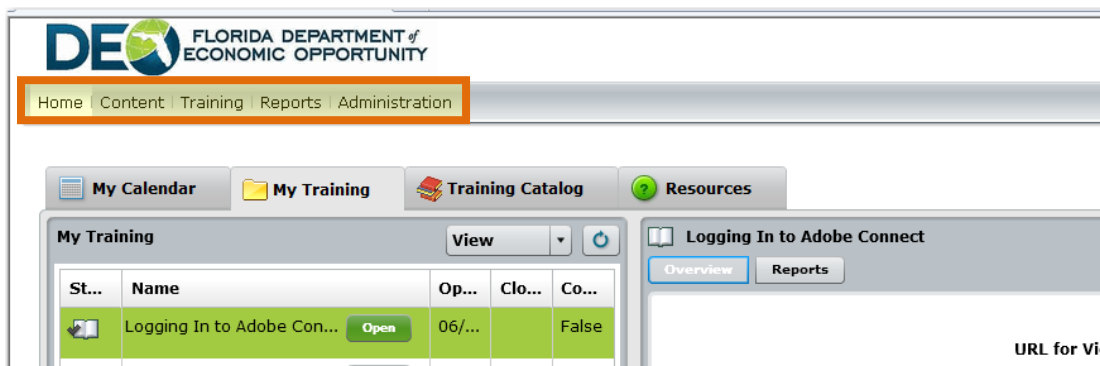 DEO FLORIDA DEPARTMENT of
ECONOMIC OPPORTUNITY
Home | Content | Training | Reports | Administration
My Calendar My Training Training Catalog ? Resources
My Training View
St... Name Op... Clo... Co...
Logging In to Adobe Con... Open 06/... False
Logging In to Adobe Connect
Overview Reports
URL for Vi